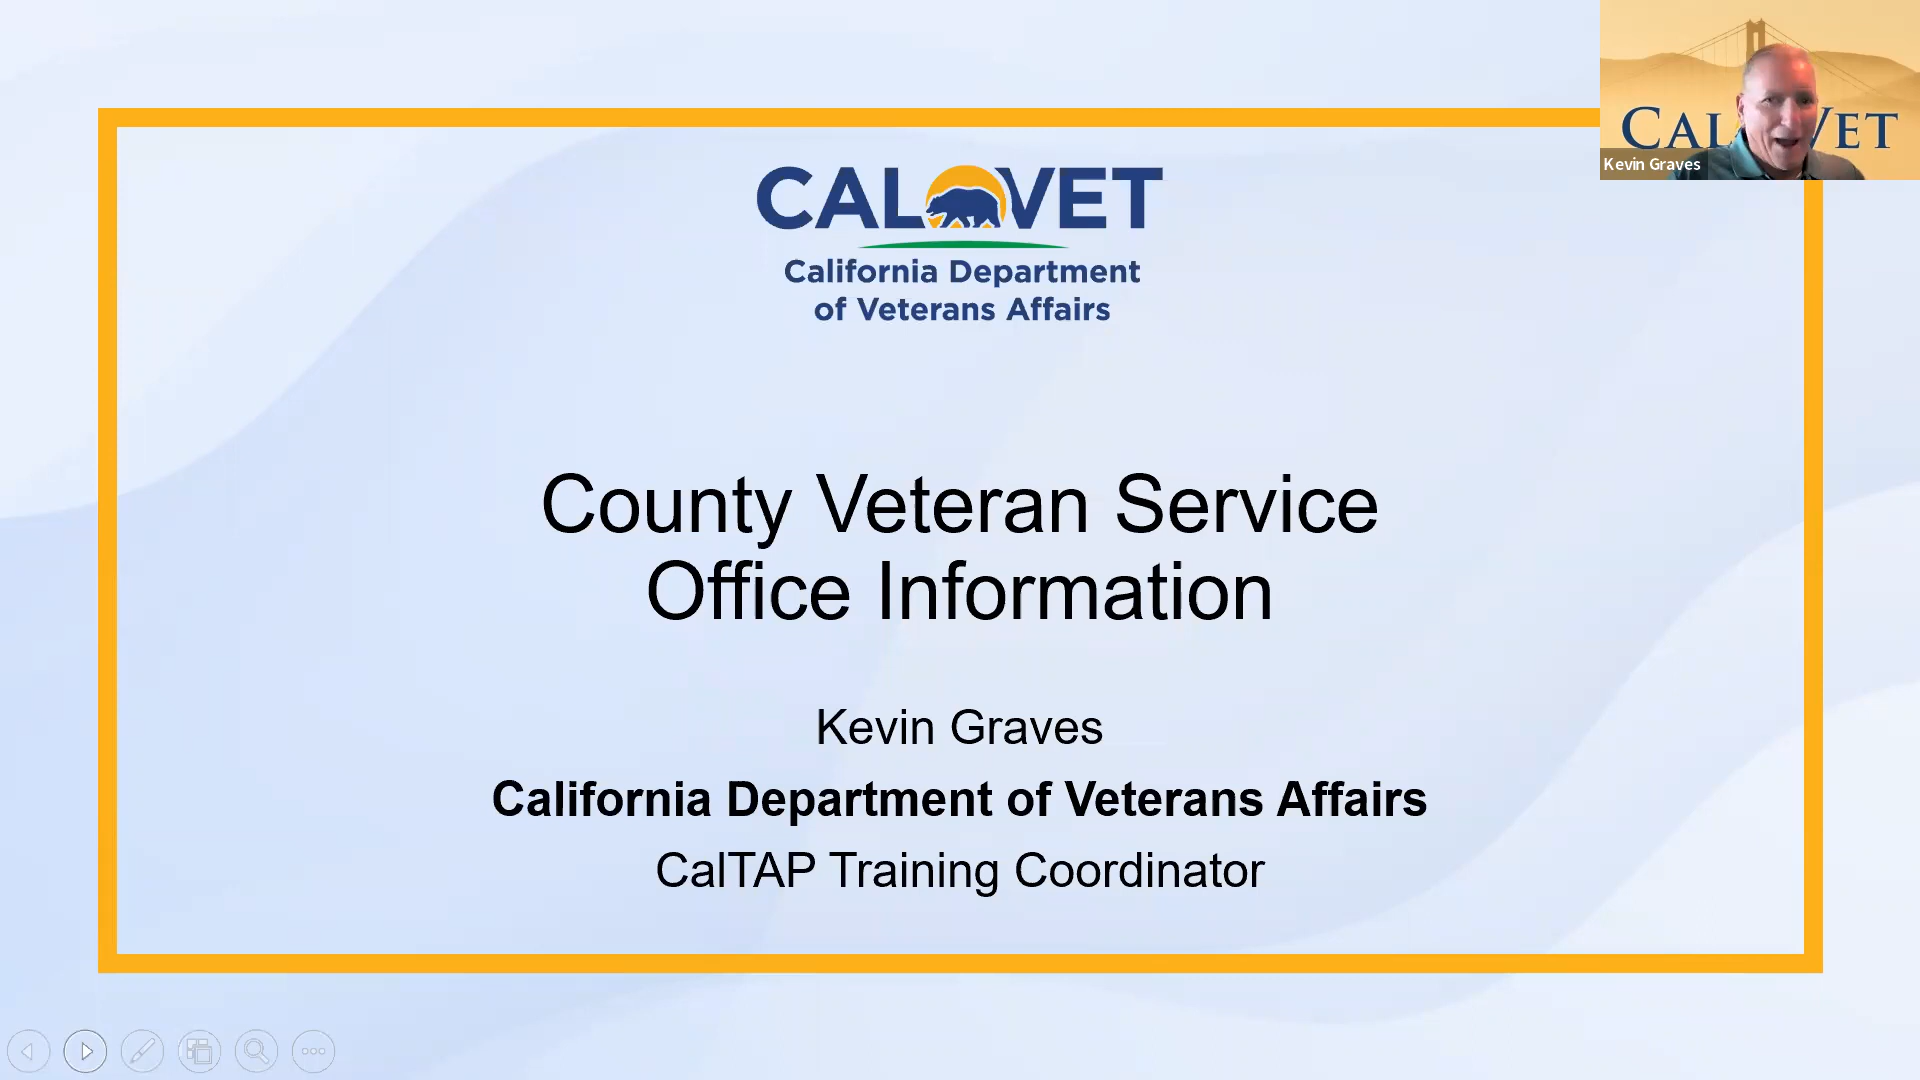 CALVET
California Department
of Veterans Affairs
CALVET
Kevin Graves
County Veteran Service
Office Information
Kevin Graves
California Department of Veterans Affairs
CalTAP Training Coordinator